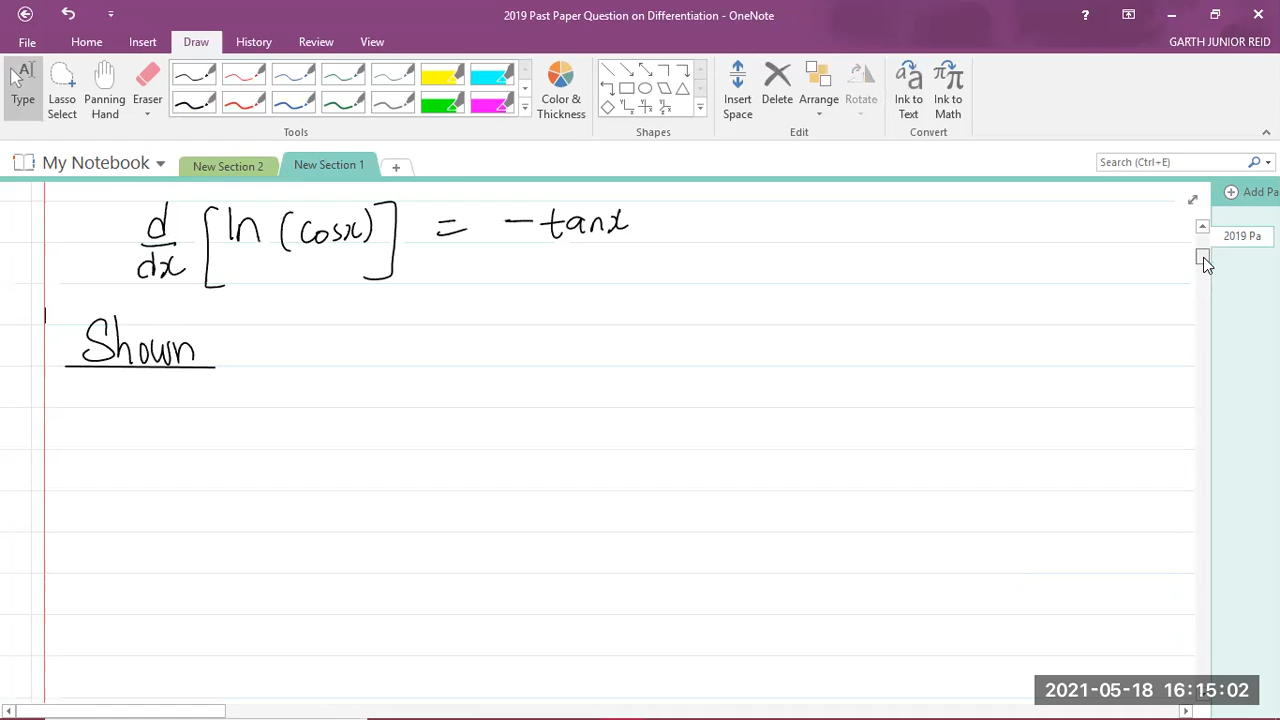 2019 Past Paper Question on Differentiation - OneNote
File Home Insert Draw History Review View
GARTH JUNIOR REID
Type
Lasso Select
Panning Hand
Eraser
Color & Thickness
Insert Space
Delete
Arrange
Rotate
Ink to Text
Ink to Math
Tools
Shapes
Edit
Convert
My Notebook
New Section 2
New Section 1
Search (Ctrl+E)
Add Pa
2019 Pa
d/dx [ln (cosx)] = -tanx
Shown
2021-05-18 16:15:02